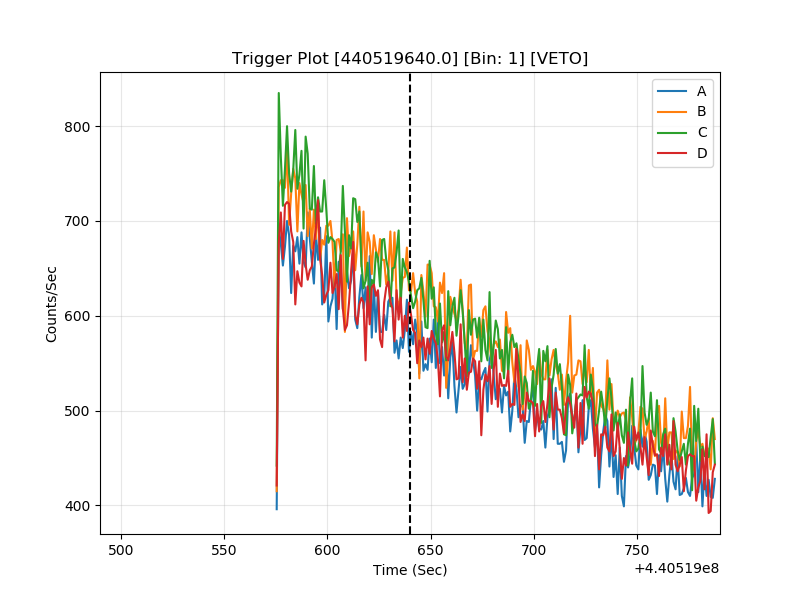 Trigger Plot [440519640.0] [Bin: 1] [VETO]
A
B
C
D
Counts/Sec
800
700
600
500
400
500 550 600 650 700 750
Time (Sec)
+4.40519e8